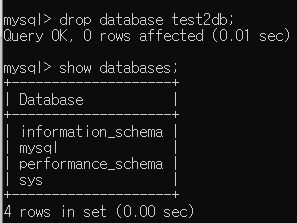 mysql> drop database test2db;
Query OK, 0 rows affected (0.01 sec)
mysql> show databases;
+--------------------+
| Database           |
+--------------------+
| information_schema |
| mysql              |
| performance_schema |
| sys                |
+--------------------+
4 rows in set (0.00 sec)